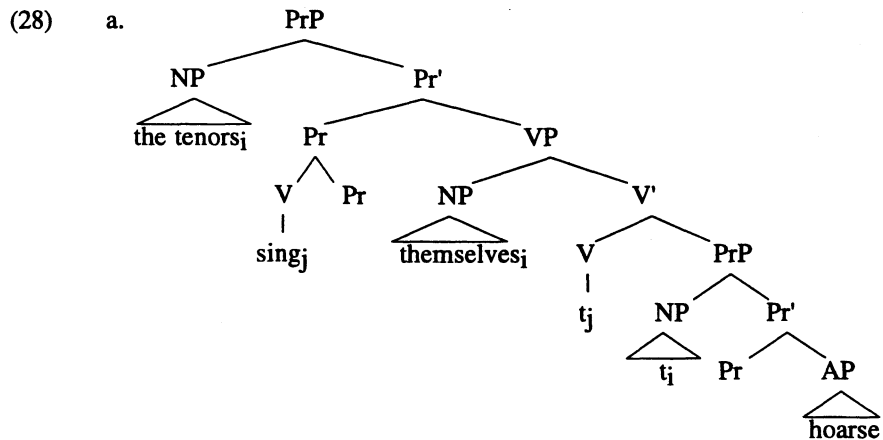 (28) a. PrP
NP Pr'
the tenorsi Pr VP
V Pr NP V'
singj themselvesi V PrP
tj NP Pr'
ti Pr AP
hoarse